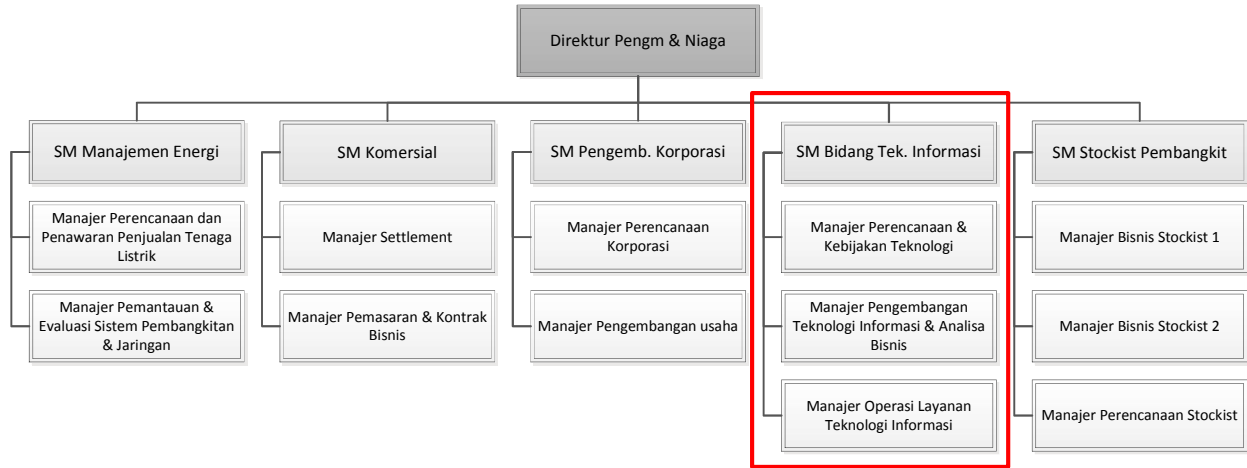 Direktur Pengm & Niaga
SM Manajemen Energi
Manajer Perencanaan dan
Penawaran Penjualan Tenaga
Listrik
Manajer Pemantauan &
Evaluasi Sistem Pembangkitan
& Jaringan
SM Komersial
Manajer Settlement
Manajer Pemasaran & Kontrak
Bisnis
SM Pengemb. Korporasi
Manajer Perencanaan
Korporasi
Manajer Pengembangan usaha
SM Bidang Tek. Informasi
Manajer Perencanaan &
Kebijakan Teknologi
Manajer Pengembangan
Teknologi Informasi & Analisa
Bisnis
Manajer Operasi Layanan
Teknologi Informasi
SM Stockist Pembangkit
Manajer Bisnis Stockist 1
Manajer Bisnis Stockist 2
Manajer Perencanaan Stockist